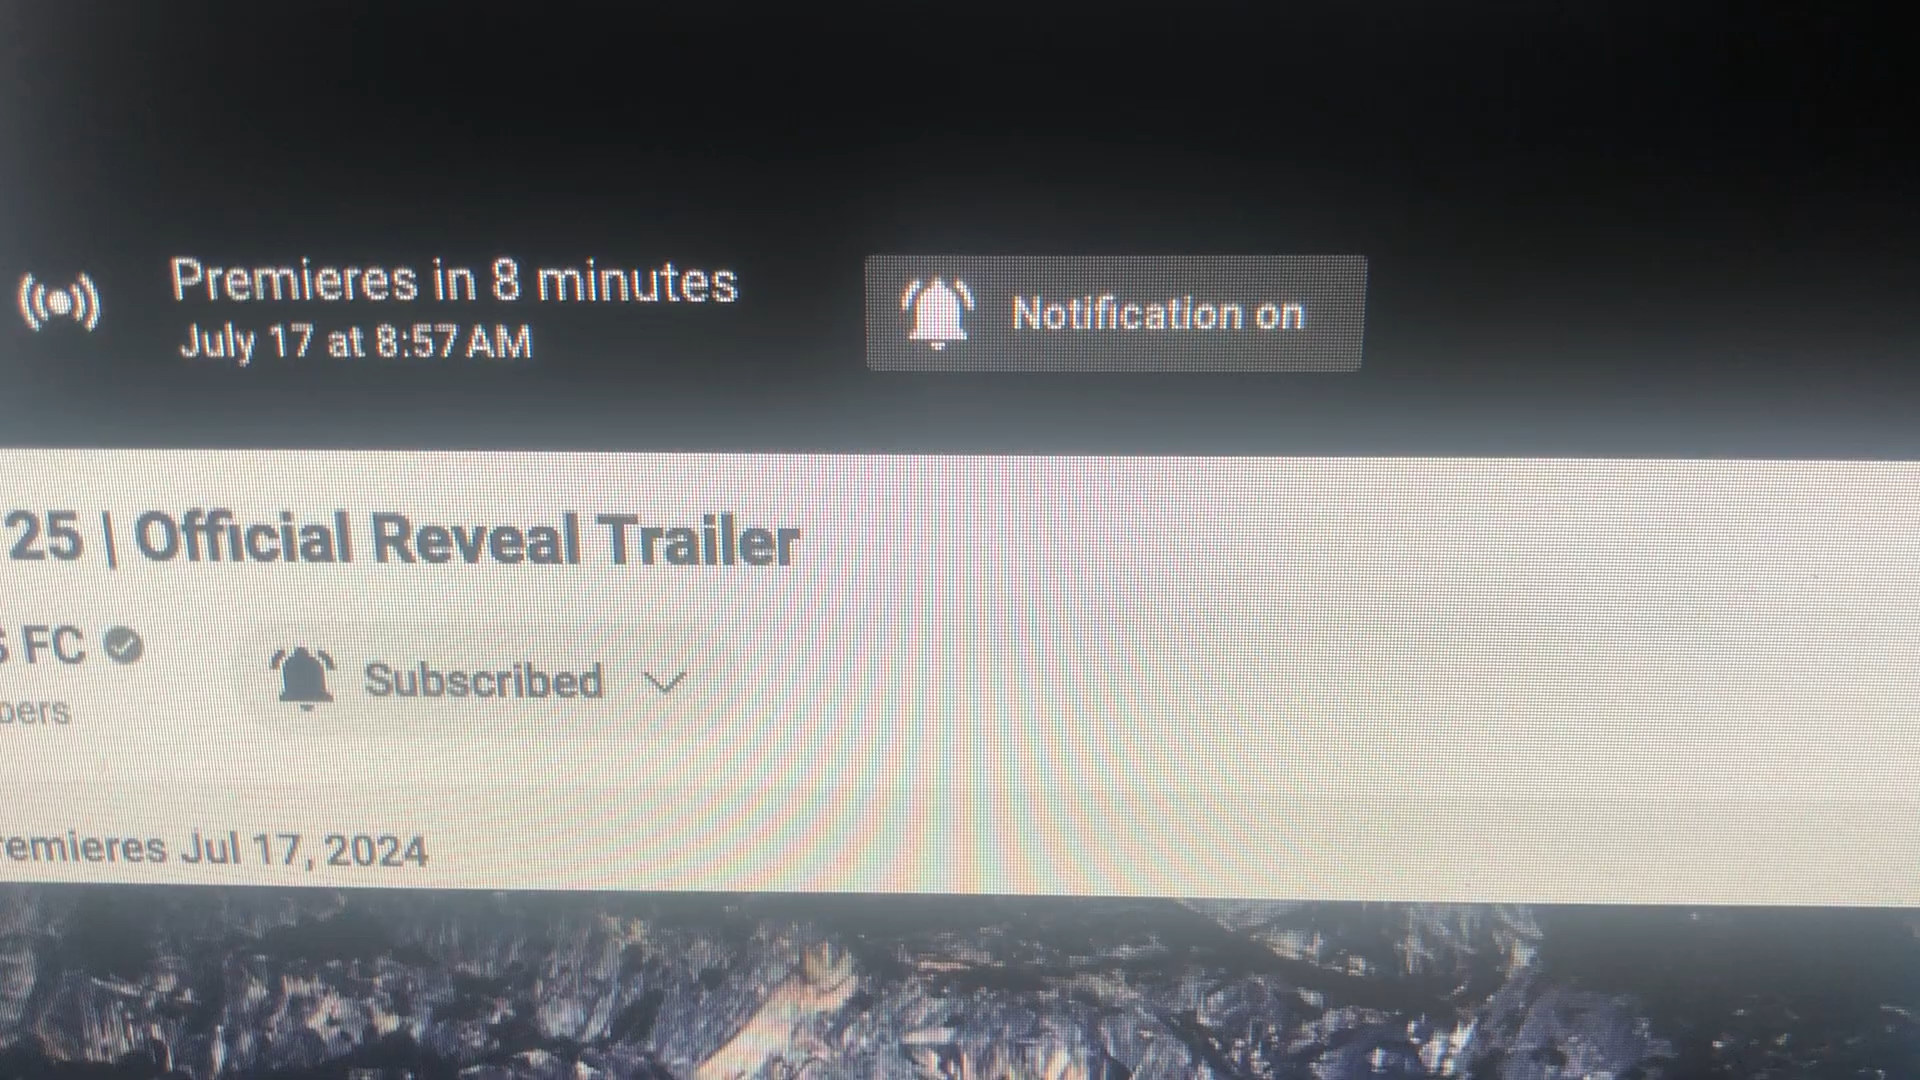 Premieres in 8 minutes
July 17 at 8:57 AM
Notification on
25 | Official Reveal Trailer
FC
Subscribed
Jul 17, 2024